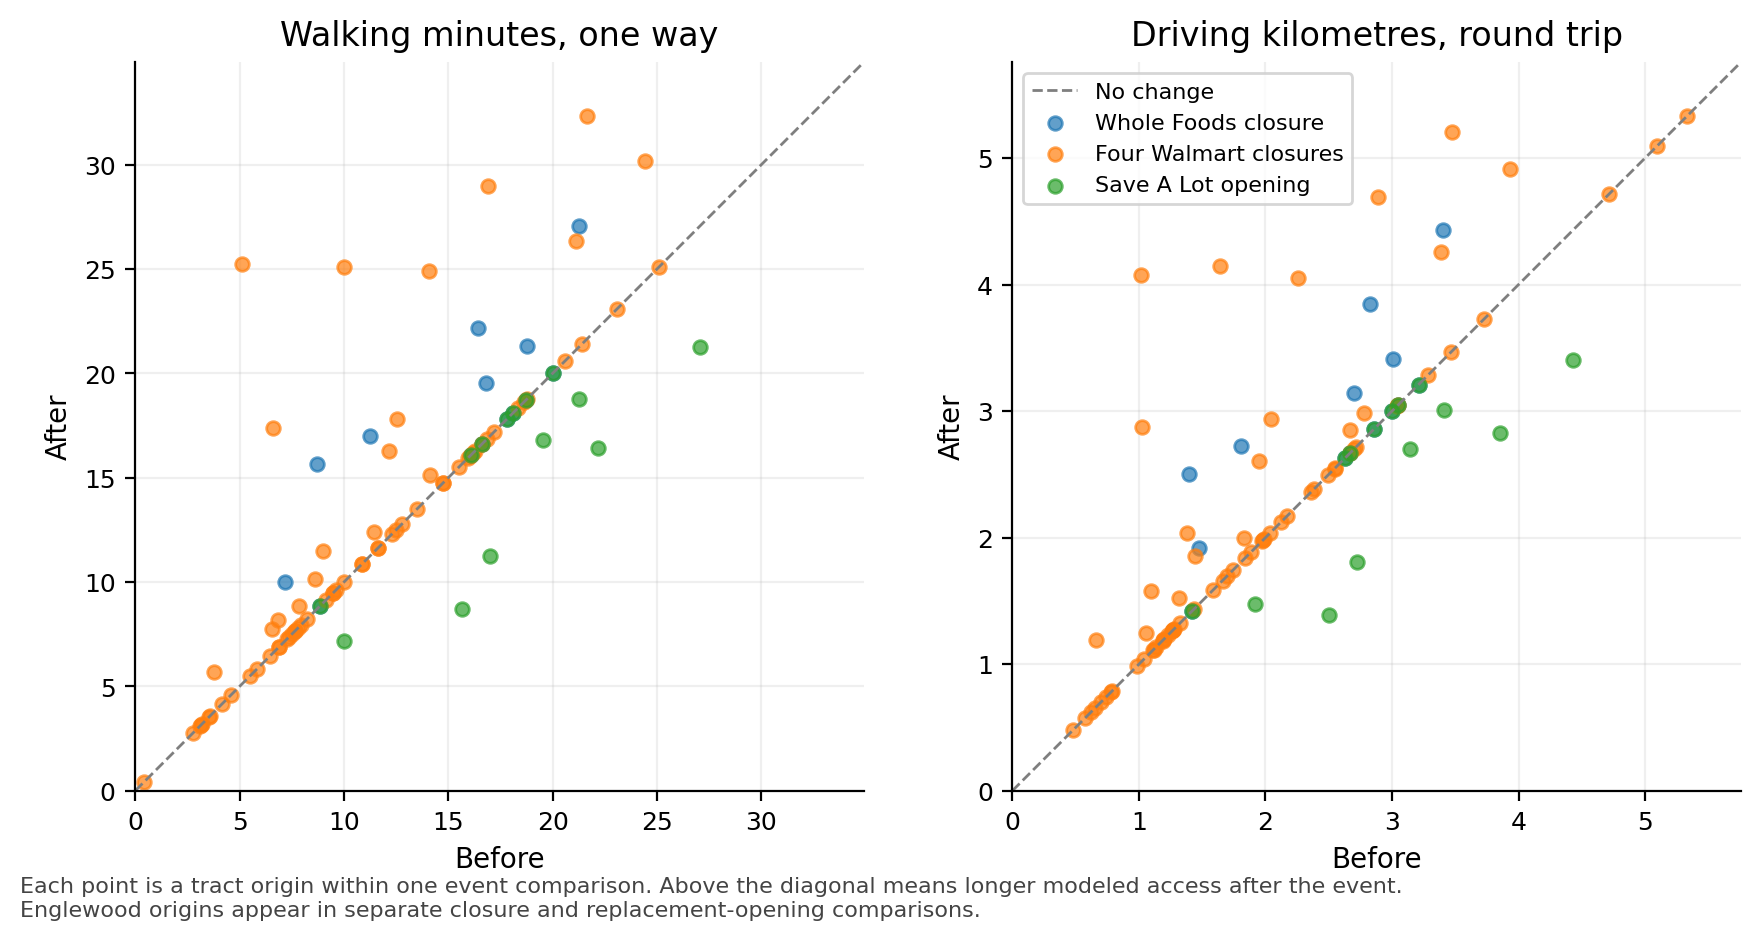 Walking minutes, one way
After
30
25
20
15
10
5
0
0 5 10 15 20 25 30
Before
Driving kilometres, round trip
No change
Whole Foods closure
Four Walmart closures
Save A Lot opening
After
5
4
3
2
1
0
0 1 2 3 4 5
Before
Each point is a tract origin within one event comparison. Above the diagonal means longer modeled access after the event.
Englewood origins appear in separate closure and replacement-opening comparisons.